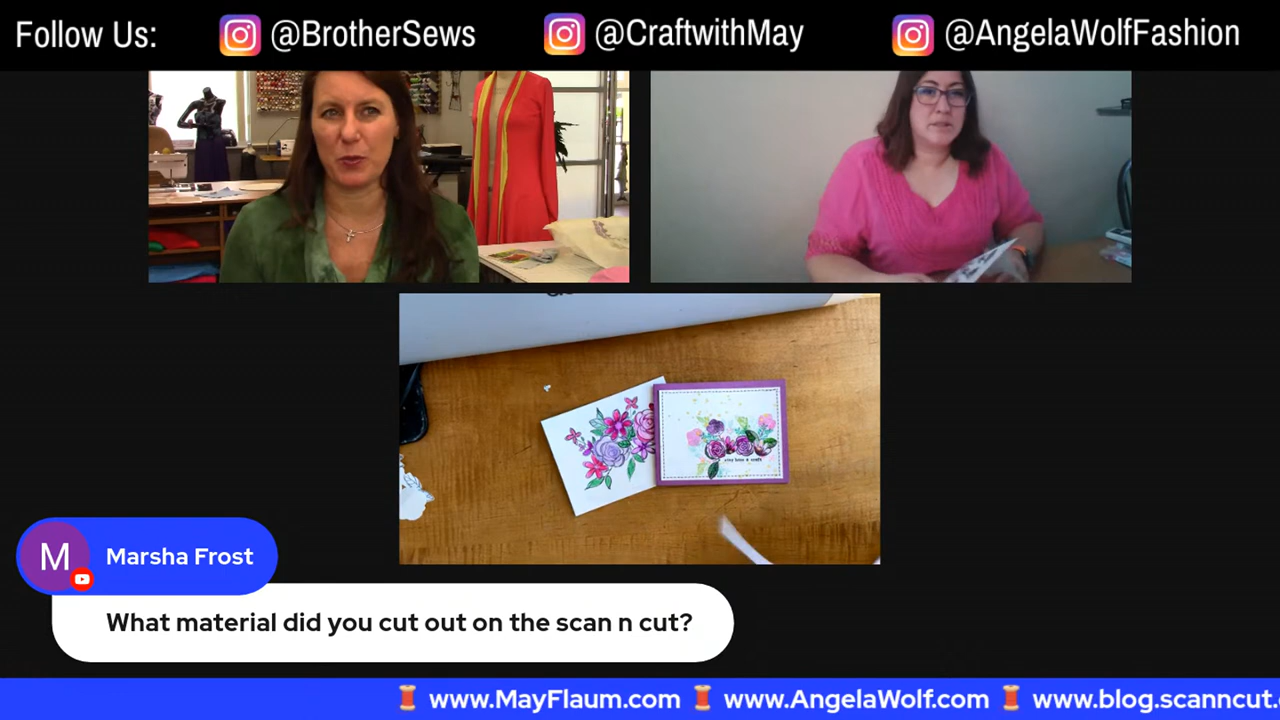 Follow Us: @BrotherSews @CraftwithMay @AngelaWolfFashion
M Marsha Frost
What material did you cut out on the scan n cut?
www.MayFlaum.com www.AngelaWolf.com www.blog.scanncut.